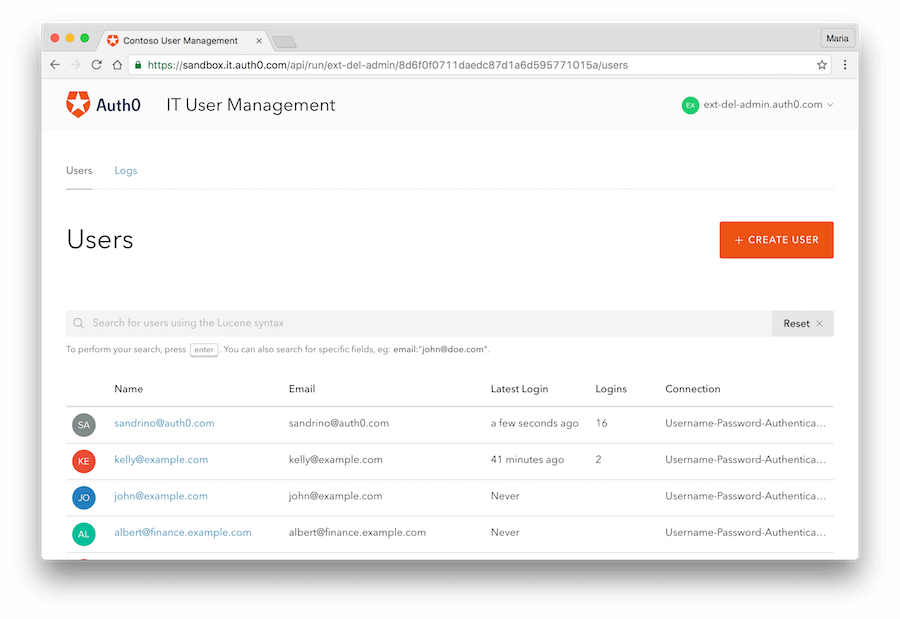 Contoso User Management
Maria
https://sandbox.it.auth0.com/api/run/ext-del-admin/8d6f0f0711daedc87d1a6d595771015a/users
Auth0 IT User Management
EX ext-del-admin.auth0.com
Users Logs
Users
+ CREATE USER
Search for users using the Lucene syntax
Reset ×
To perform your search, press enter . You can also search for specific fields, eg: email:"john@doe.com".
Name Email Latest Login Logins Connection
SA sandrino@auth0.com sandrino@auth0.com a few seconds ago 16 Username-Password-Authentica...
KE kelly@example.com kelly@example.com 41 minutes ago 2 Username-Password-Authentica...
JO john@example.com john@example.com Never Username-Password-Authentica...
AL albert@finance.example.com albert@finance.example.com Never Username-Password-Authentica...